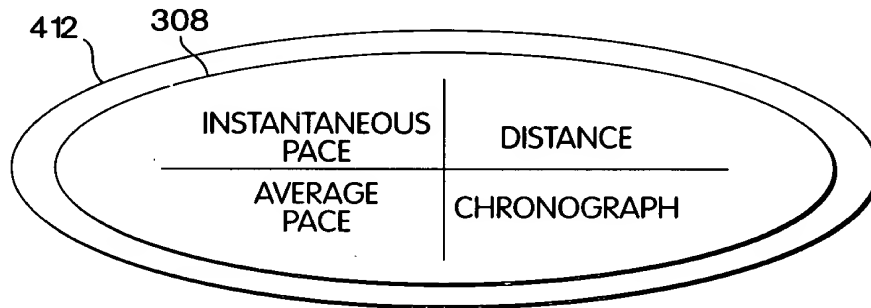 412
308
INSTANTANEOUS
PACE
DISTANCE
AVERAGE
PACE
CHRONOGRAPH